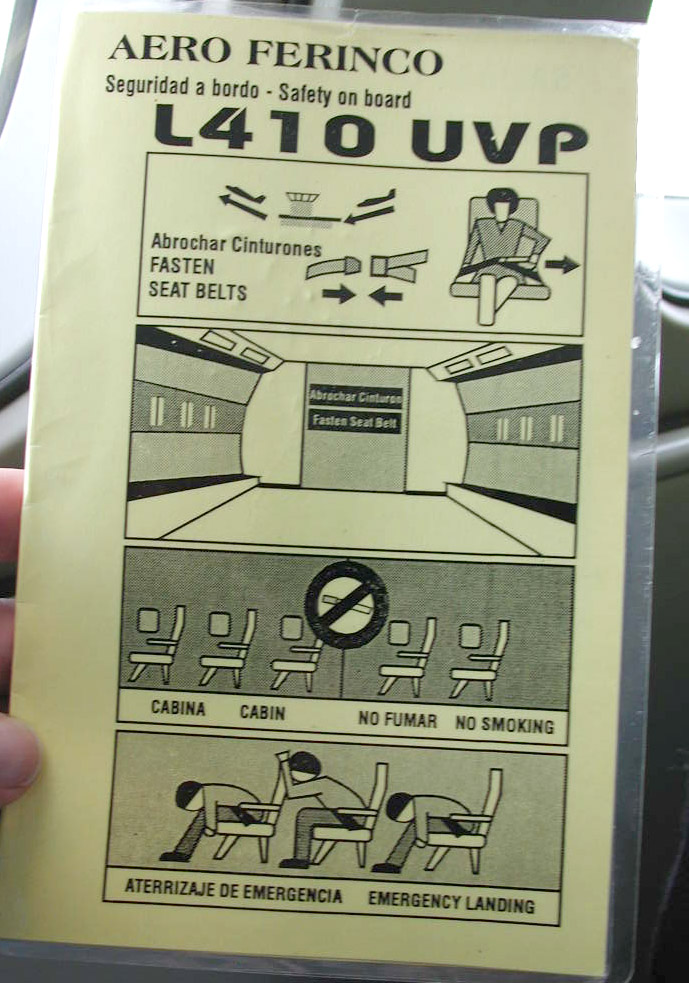 AERO FERINCO
Seguridad a bordo - Safety on board
L410 UVP
Abrochar Cinturones
FASTEN
SEAT BELTS
Abrochar Cinturon
Fasten Seat Belt
CABINA CABIN NO FUMAR NO SMOKING
ATERRIZAJE DE EMERGENCIA EMERGENCY LANDING